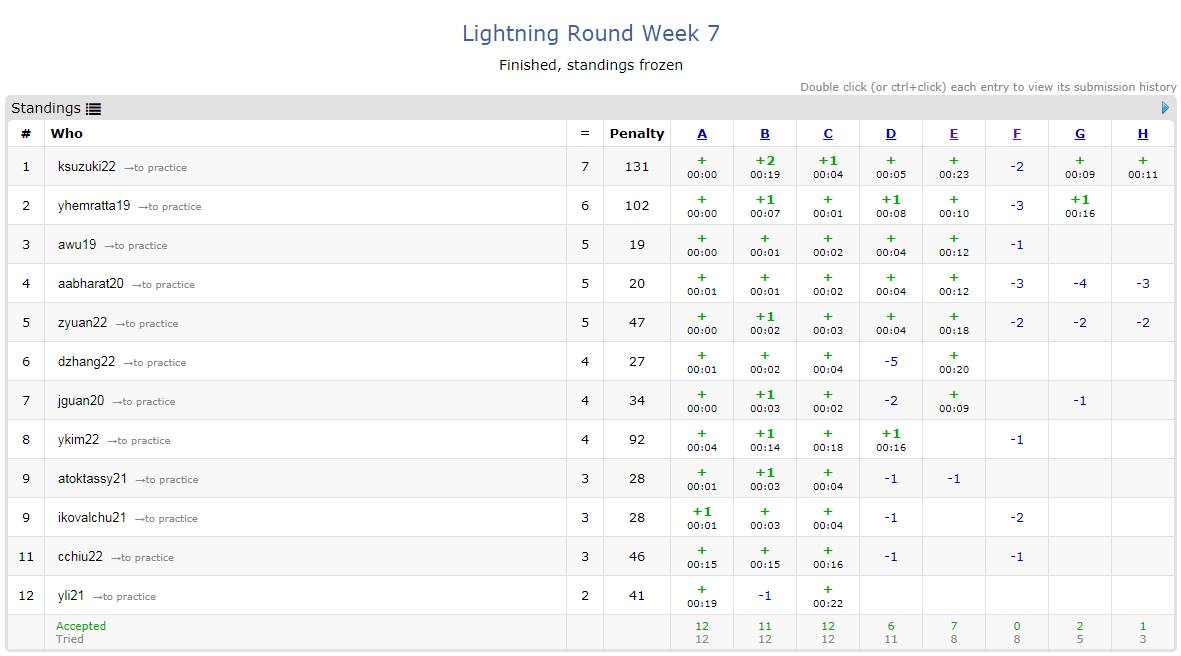 Lightning Round Week 7
Finished, standings frozen
Double click (or ctrl+click) each entry to view its submission history
Standings
# Who = Penalty A B C D E F G H
1 ksuzuki22 →to practice 7 131 + +2 +1 + + -2 + +
00:00 00:19 00:04 00:05 00:23 00:09 00:11
2 yhemratta19 →to practice 6 102 + +1 + +1 + -3 +1
00:00 00:07 00:01 00:08 00:10 00:16
3 awu19 →to practice 5 19 + + + + + -1
00:00 00:01 00:02 00:04 00:12
4 aabharat20 →to practice 5 20 + + + + + -3 -4 -3
00:01 00:01 00:02 00:04 00:12
5 zyuan22 →to practice 5 47 + +1 + + + -2 -2 -2
00:00 00:02 00:03 00:04 00:18
6 dzhang22 →to practice 4 27 + + + -5 +
00:01 00:02 00:04 00:20
7 jguan20 →to practice 4 34 + +1 + -2 + -1
00:00 00:03 00:02 00:09
8 ykim22 →to practice 4 92 + +1 + +1 -1
00:04 00:14 00:18 00:16
9 atoktassy21 →to practice 3 28 + +1 + -1 -1
00:01 00:03 00:04
9 ikovalchu21 →to practice 3 28 +1 + + -1 -2
00:01 00:03 00:04
11 cchiu22 →to practice 3 46 + + + -1 -1
00:15 00:15 00:16
12 yli21 →to practice 2 41 + -1 +
00:19 00:22
Accepted 12 11 12 6 7 0 2 1
Tried 12 12 12 11 8 8 5 3